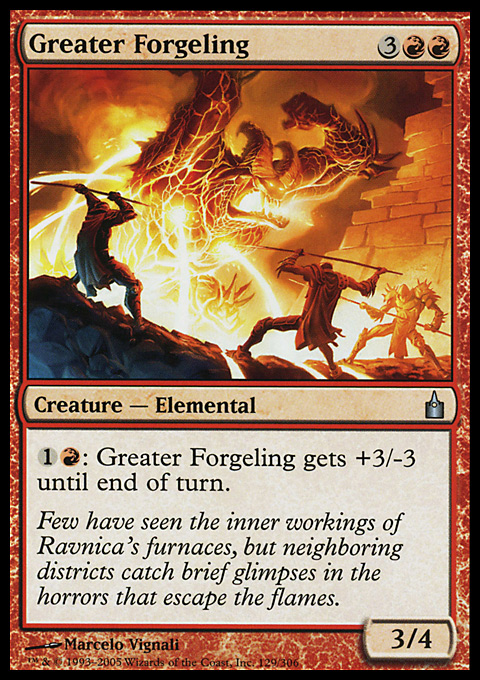 Greater Forgeling 3
Creature — Elemental
1 : Greater Forgeling gets +3/-3
until end of turn.
Few have seen the inner workings of
Ravnica's furnaces, but neighboring
districts catch brief glimpses in the
horrors that escape the flames.
Marcelo Vignali
™ & © 1993-2005 Wizards of the Coast, Inc. 129/306
3/4